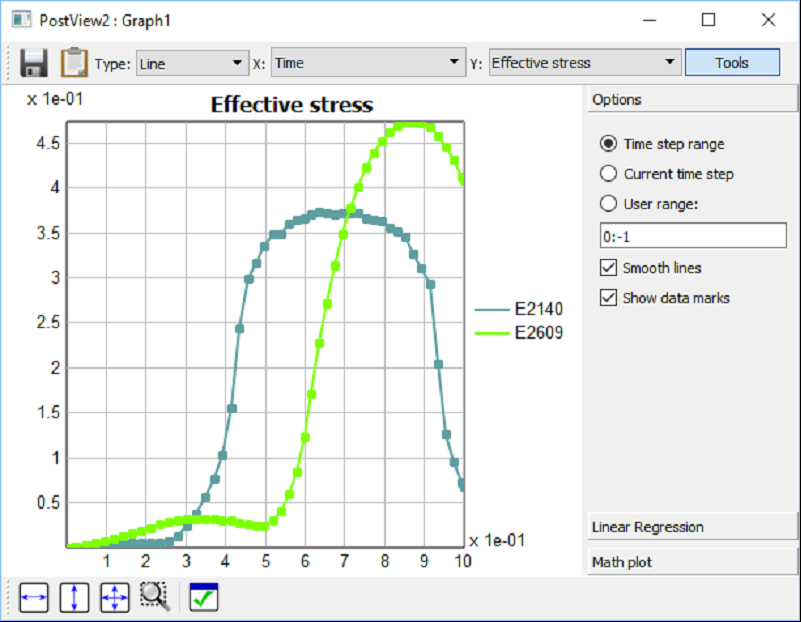 PostView2 : Graph1
Type: Line X: Time Y: Effective stress Tools
x 1e-01
Effective stress
4.5
4
3.5
3
2.5
2
1.5
1
0.5
1 2 3 4 5 6 7 8 9 10
x 1e-01
E2140
E2609
Options
Time step range
Current time step
User range:
0:-1
Smooth lines
Show data marks
Linear Regression
Math plot